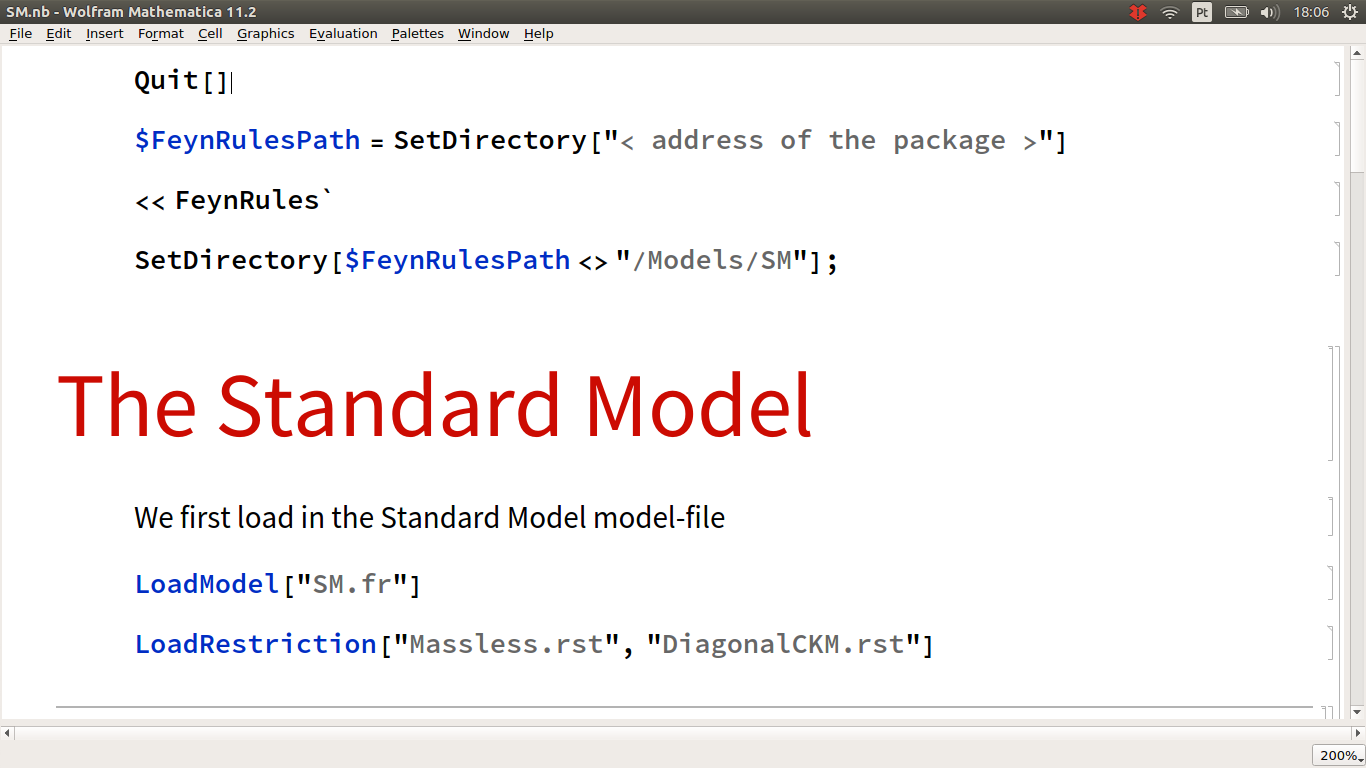 SM.nb - Wolfram Mathematica 11.2
Pt
18:06
File Edit Insert Format Cell Graphics Evaluation Palettes Window Help
Quit[]
$FeynRulesPath = SetDirectory["< address of the package >"]
<< FeynRules`
SetDirectory[$FeynRulesPath <> "/Models/SM"];
The Standard Model
We first load in the Standard Model model-file
LoadModel["SM.fr"]
LoadRestriction["Massless.rst", "DiagonalCKM.rst"]
200%